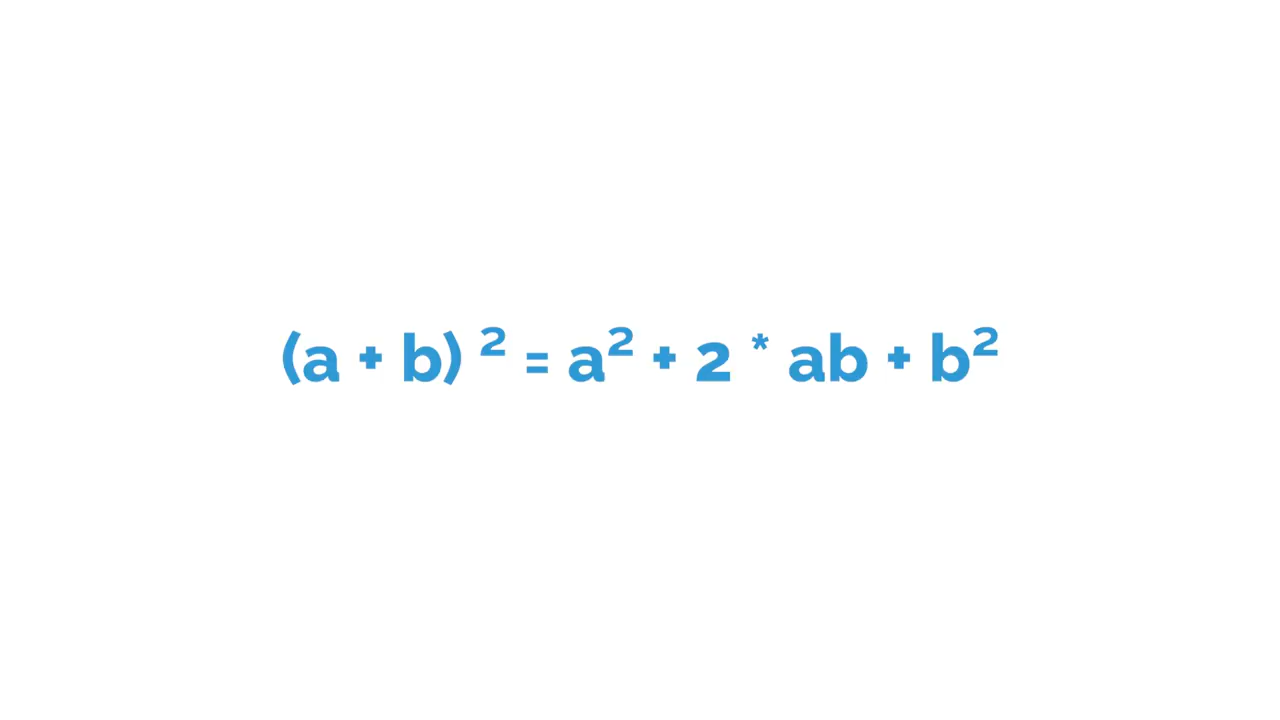 (a + b) ² = a² + 2 * ab + b²